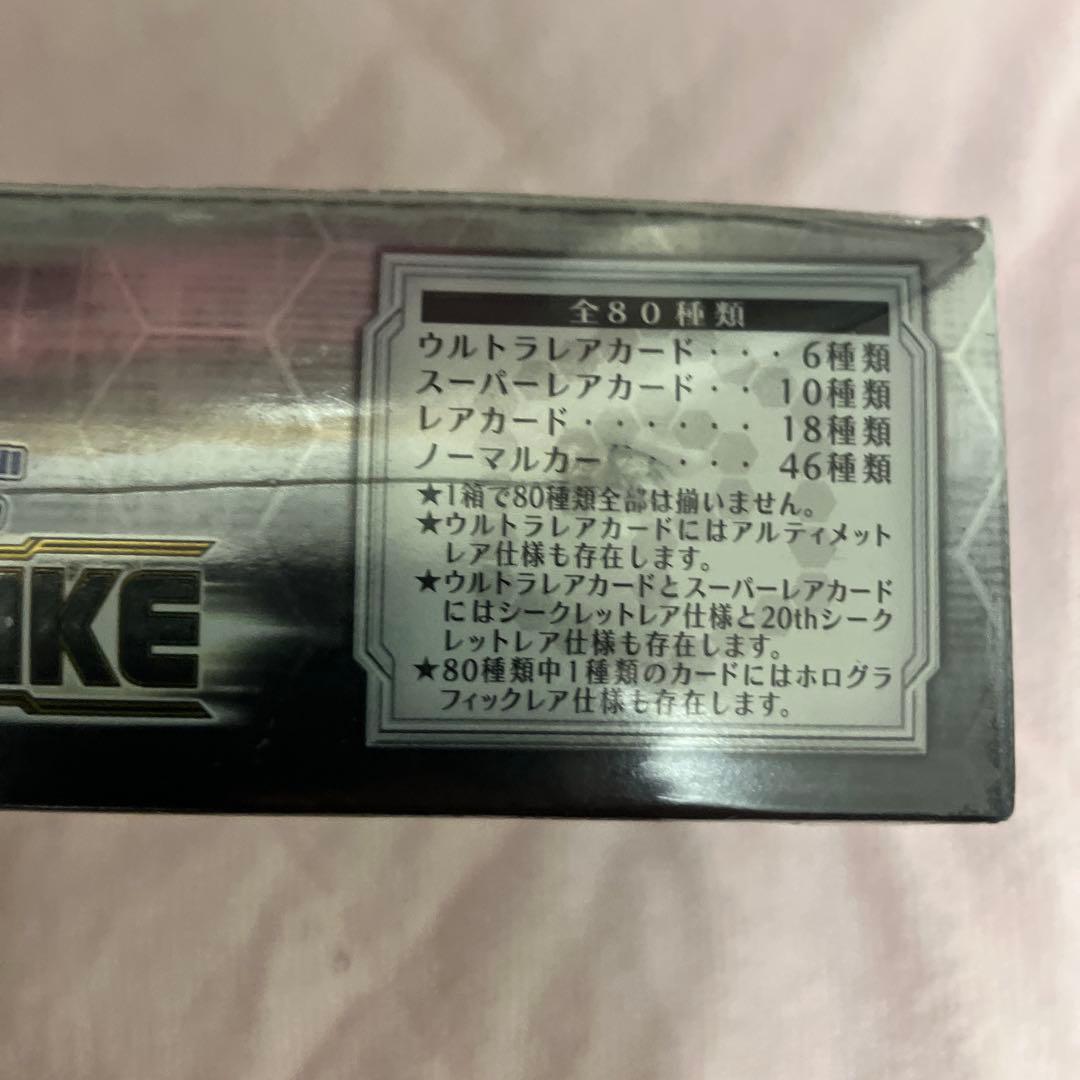 全80種類
ウルトラレアカード・・・6種類
スーパーレアカード・・10種類
レアカード・・・・・・18種類
ノーマルカー・・・・46種類
★1箱で80種類全部は揃いません。
★ウルトラレアカードにはアルティメット
レア仕様も存在します。
★ウルトラレアカードとスーパーレアカード
にはシークレットレア仕様と20thシーク
レットレア仕様も存在します。
★80種類中1種類のカードにはホログラ
フィックレア仕様も存在します。
IKE